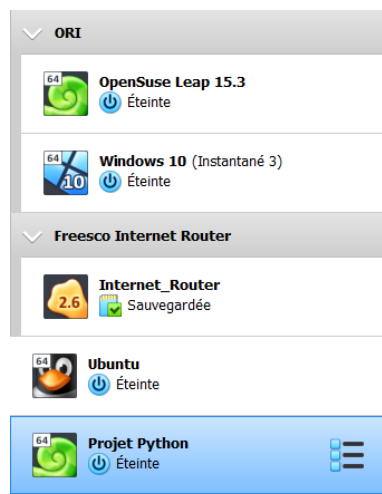 ORI
64
OpenSuse Leap 15.3
Éteinte
64
10
Windows 10 (Instantané 3)
Éteinte
Freesco Internet Router
2.6
Internet_Router
Sauvegardée
64
Ubuntu
Éteinte
64
Projet Python
Éteinte